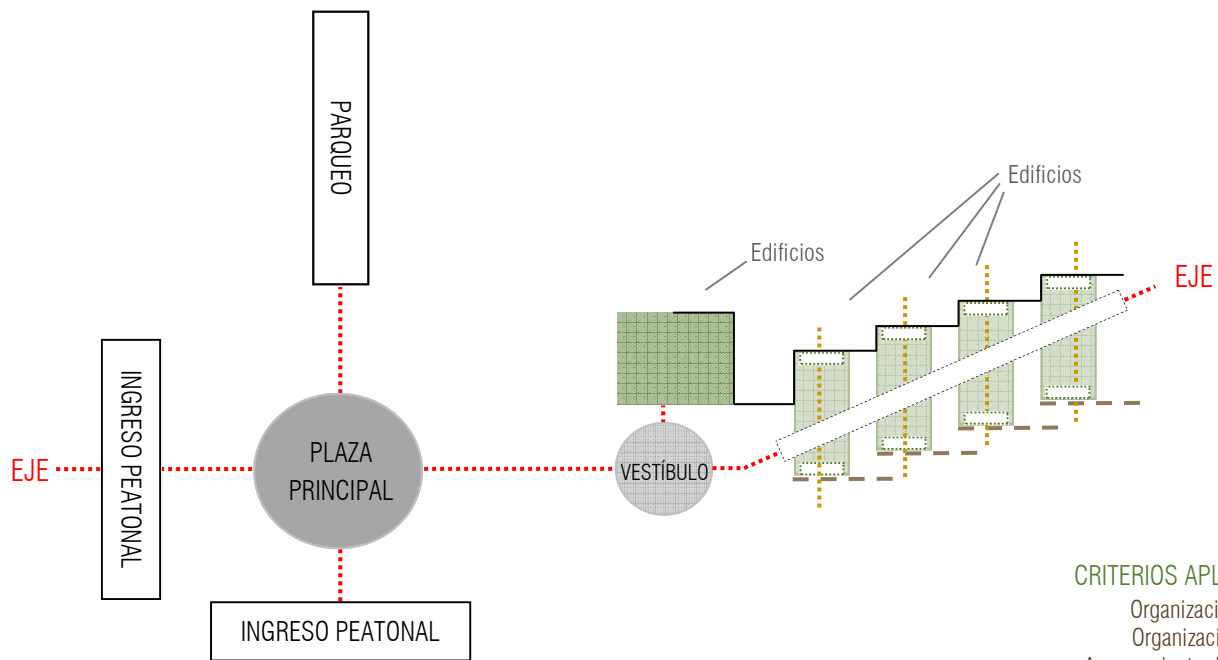 PARQUEO
Edificios
Edificios
EJE
INGRESO PEATONAL
PLAZA
PRINCIPAL
EJE
VESTÍBULO
INGRESO PEATONAL
CRITERIOS APL
Organizaci
Organizaci